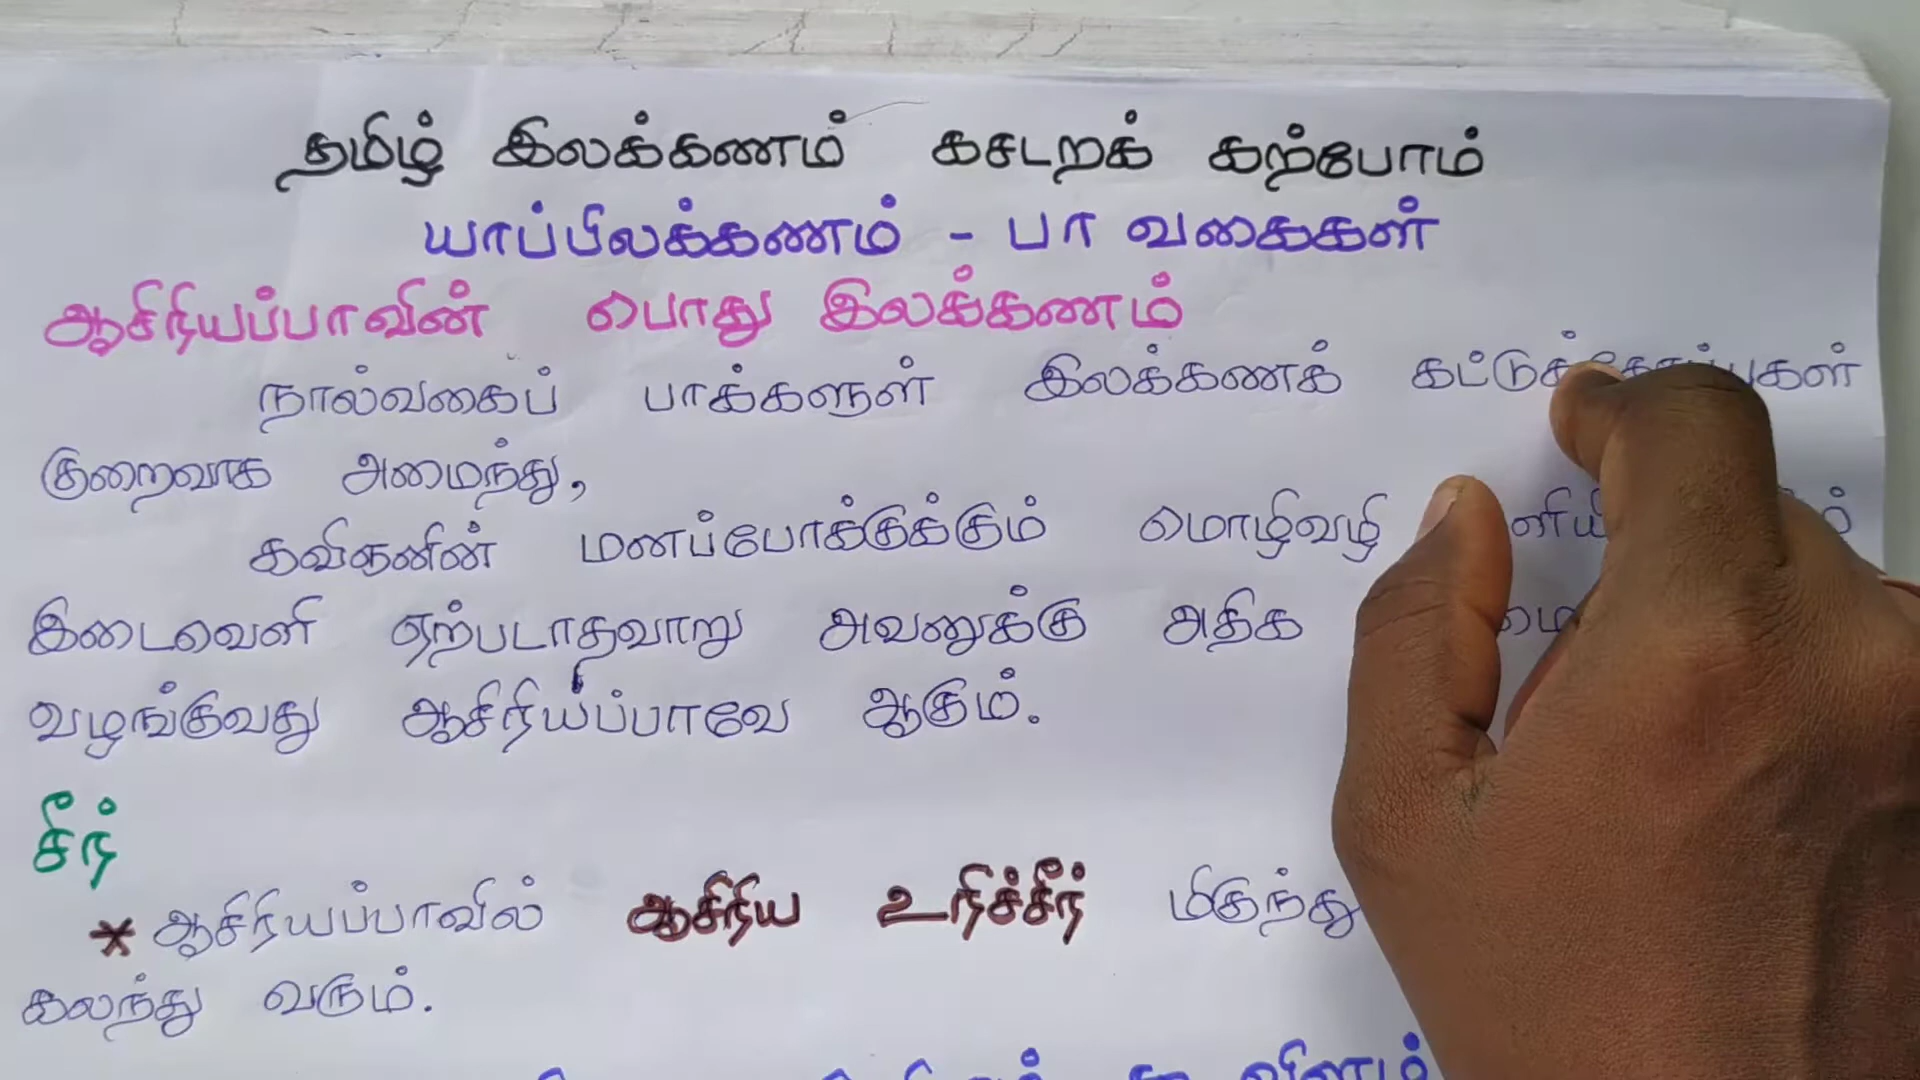 தமிழ் இலக்கணம் கசடறக் கற்போம்
யாப்பிலக்கணம் - பா வகைகள்
ஆசிரியப்பாவின் பொது இலக்கணம்
நால்வகைப் பாக்களுள் இலக்கணக்
குறைவாக அமைந்து,
கவிஞனின் மனப்போக்குக்கும் மொழிவழி
இடைவெளி ஏற்படாதவாறு அவனுக்கு அதிக
வழங்குவது ஆசிரியப்பாவே ஆகும்.
சீர்
* ஆசிரியப்பாவில் ஆசிரிய உரிச்சீர் மிகுந்து
கலந்து வரும்.